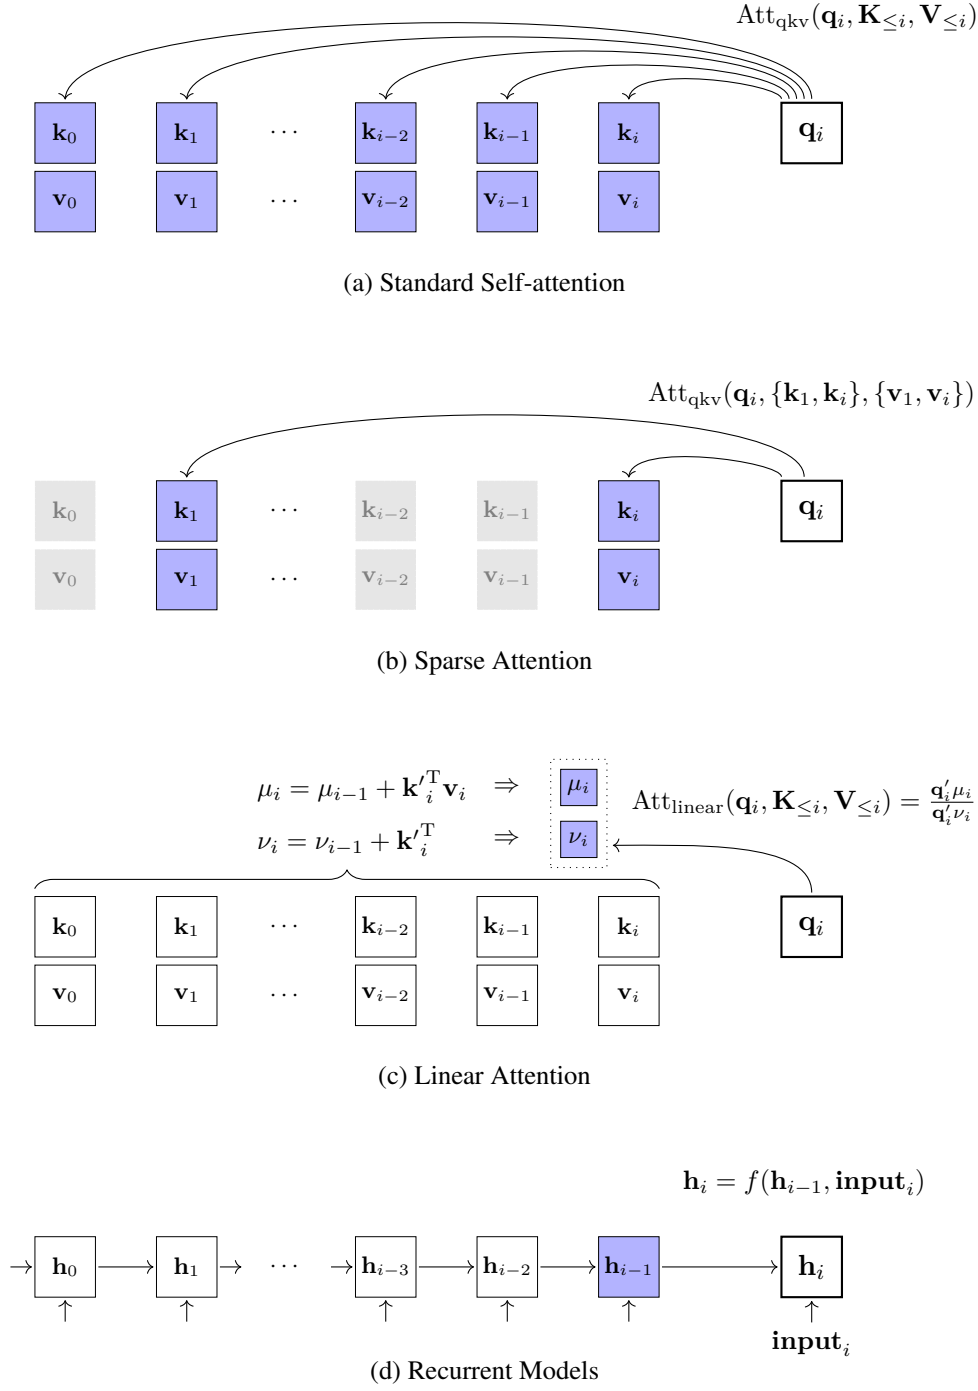 Att_qkv(q_i, K_≤i, V_≤i)
k_0 k_1 ··· k_{i−2} k_{i−1} k_i q_i
v_0 v_1 ··· v_{i−2} v_{i−1} v_i
(a) Standard Self-attention
Att_qkv(q_i, {k_1, k_i}, {v_1, v_i})
k_0 k_1 ··· k_{i−2} k_{i−1} k_i q_i
v_0 v_1 ··· v_{i−2} v_{i−1} v_i
(b) Sparse Attention
μ_i = μ_{i−1} + k′_i^T v_i ⇒ μ_i Att_linear(q_i, K_≤i, V_≤i) = q′_i μ_i / q′_i ν_i
ν_i = ν_{i−1} + k′_i^T ⇒ ν_i
k_0 k_1 ··· k_{i−2} k_{i−1} k_i q_i
v_0 v_1 ··· v_{i−2} v_{i−1} v_i
(c) Linear Attention
h_i = f(h_{i−1}, input_i)
h_0 h_1 ··· h_{i−3} h_{i−2} h_{i−1} h_i
input_i
(d) Recurrent Models